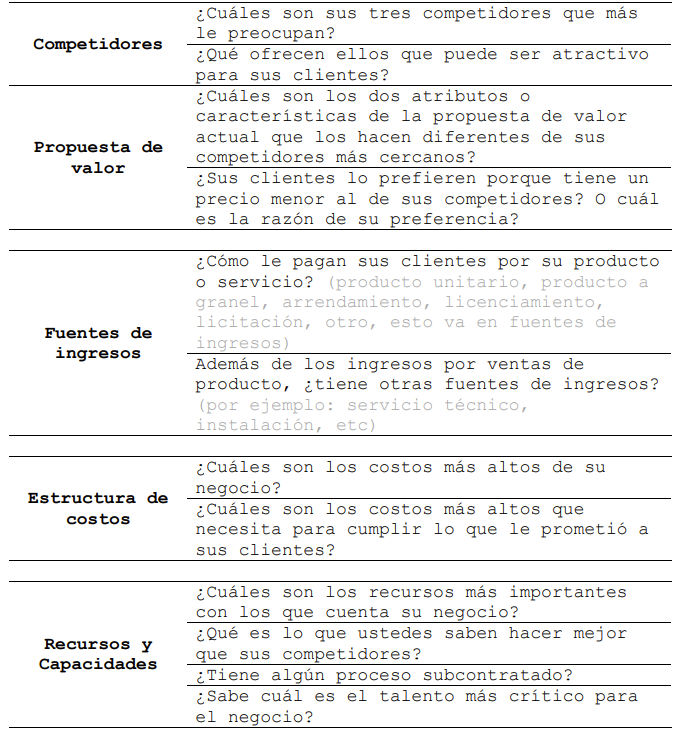 Competidores
¿Cuáles son sus tres competidores que más
le preocupan?
¿Qué ofrecen ellos que puede ser atractivo
para sus clientes?
Propuesta de
valor
¿Cuáles son los dos atributos o
características de la propuesta de valor
actual que los hacen diferentes de sus
competidores más cercanos?
¿Sus clientes lo prefieren porque tiene un
precio menor al de sus competidores? O cuál
es la razón de su preferencia?
Fuentes de
ingresos
¿Cómo le pagan sus clientes por su producto
o servicio? (producto unitario, producto a
granel, arrendamiento, licenciamiento,
licitación, otro, esto va en fuentes de
ingresos)
Además de los ingresos por ventas de
producto, ¿tiene otras fuentes de ingresos?
(por ejemplo: servicio técnico,
instalación, etc)
Estructura de
costos
¿Cuáles son los costos más altos de su
negocio?
¿Cuáles son los costos más altos que
necesita para cumplir lo que le prometió a
sus clientes?
Recursos y
Capacidades
¿Cuáles son los recursos más importantes
con los que cuenta su negocio?
¿Qué es lo que ustedes saben hacer mejor
que sus competidores?
¿Tiene algún proceso subcontratado?
¿Sabe cuál es el talento más crítico para
el negocio?